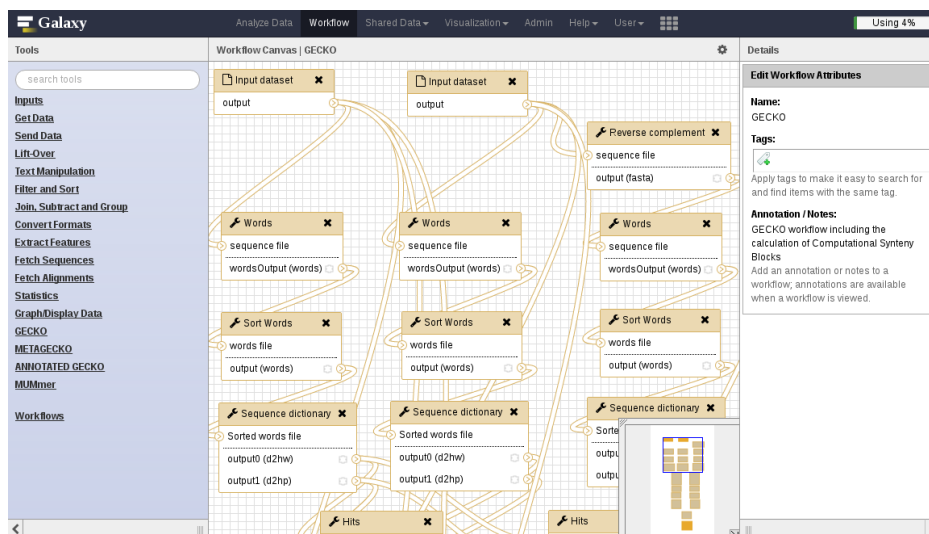 Galaxy
Analyze Data Workflow Shared Data Visualization Admin Help User
Using 4%
Tools
search tools
Inputs
Get Data
Send Data
Lift-Over
Text Manipulation
Filter and Sort
Join, Subtract and Group
Convert Formats
Extract Features
Fetch Sequences
Fetch Alignments
Statistics
Graph/Display Data
GECKO
METAGECKO
ANNOTATED GECKO
MUMmer
Workflows
Workflow Canvas | GECKO
Input dataset
output
Input dataset
output
Reverse complement
sequence file
output (fasta)
Words
sequence file
wordsOutput (words)
Words
sequence file
wordsOutput (words)
Words
sequence file
wordsOutput (words)
Sort Words
words file
output (words)
Sort Words
words file
output (words)
Sort Words
words file
output (words)
Sequence dictionary
Sorted words file
output0 (d2hw)
output1 (d2hp)
Sequence dictionary
Sorted words file
output0 (d2hw)
output1 (d2hp)
Sequence dictionary
Sorte
outpu
outpu
Hits
Hits
Details
Edit Workflow Attributes
Name:
GECKO
Tags:
Apply tags to make it easy to search for
and find items with the same tag.
Annotation / Notes:
GECKO workflow including the
calculation of Computational Synteny
Blocks
Add an annotation or notes to a
workflow; annotations are available
when a workflow is viewed.